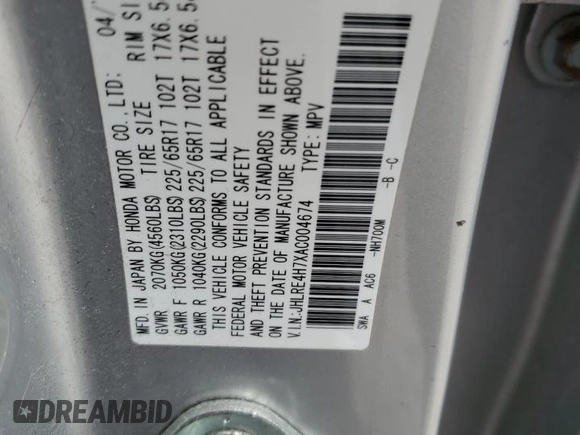 MFD. IN JAPAN BY HONDA MOTOR CO., LTD: 04/
GVWR 2070KG(4560LBS) TIRE SIZE RIM SI
GAWR F 1050KG(2310LBS) 225/65R17 102T 17X6.5
GAWR R 1040KG(2290LBS) 225/65R17 102T 17X6.5
THIS VEHICLE CONFORMS TO ALL APPLICABLE
FEDERAL MOTOR VEHICLE SAFETY
AND THEFT PREVENTION STANDARDS IN EFFECT
ON THE DATE OF MANUFACTURE SHOWN ABOVE.
V.I.N.:JHLRE4H7XAC004674 TYPE: MPV
SWA A AC6 -NH700M -B -C
DREAMBID